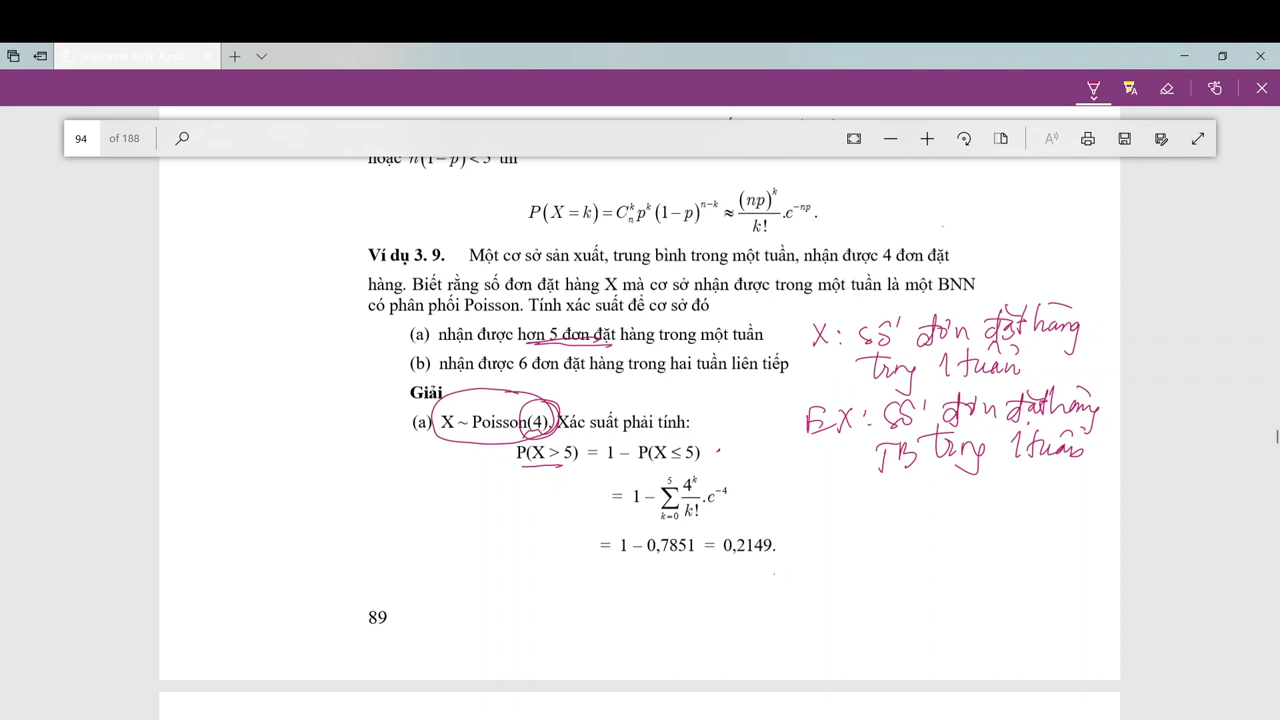 Giáo trình XSTK A.pdf
94 of 188
hoặc n(1−p) < 5 thì
P(X = k) = C_n^k p^k (1−p)^{n−k} ≈ (np)^k / k! .e^{−np}.
Ví dụ 3. 9. Một cơ sở sản xuất, trung bình trong một tuần, nhận được 4 đơn đặt
hàng. Biết rằng số đơn đặt hàng X mà cơ sở nhận được trong một tuần là một BNN
có phân phối Poisson. Tính xác suất để cơ sở đó
(a) nhận được hơn 5 đơn đặt hàng trong một tuần
(b) nhận được 6 đơn đặt hàng trong hai tuần liên tiếp
Giải
(a) X ~ Poisson(4). Xác suất phải tính:
P(X > 5) = 1 − P(X ≤ 5)
= 1 − ∑_{k=0}^{5} 4^k / k! .e^{−4}
= 1 − 0,7851 = 0,2149.
X: số đơn đặt hàng
trng 1 tuần
EX: số đơn đặt hàng
TB trng 1 tuần
89